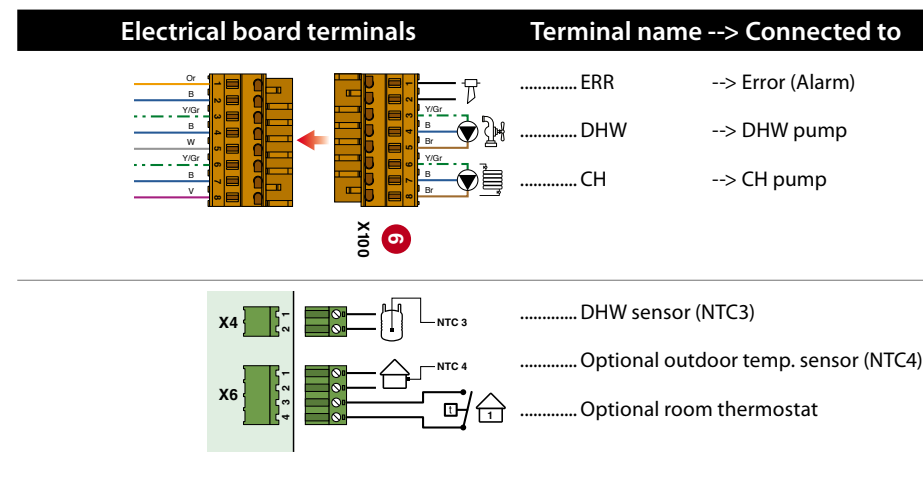 Electrical board terminals Terminal name --> Connected to
Or 1 1 ............ ERR --> Error (Alarm)
B 2 2
Y/Gr 3 3 Y/Gr
B 4 4 B ............ DHW --> DHW pump
W 5 5 Br
Y/Gr 6 6 Y/Gr
B 7 7 B ............ CH --> CH pump
V 8 8 Br
X100 6
X4 1 2 NTC 3 ............ DHW sensor (NTC3)
X6 1 2 3 4 NTC 4 ............ Optional outdoor temp. sensor (NTC4)
t 1 ............ Optional room thermostat